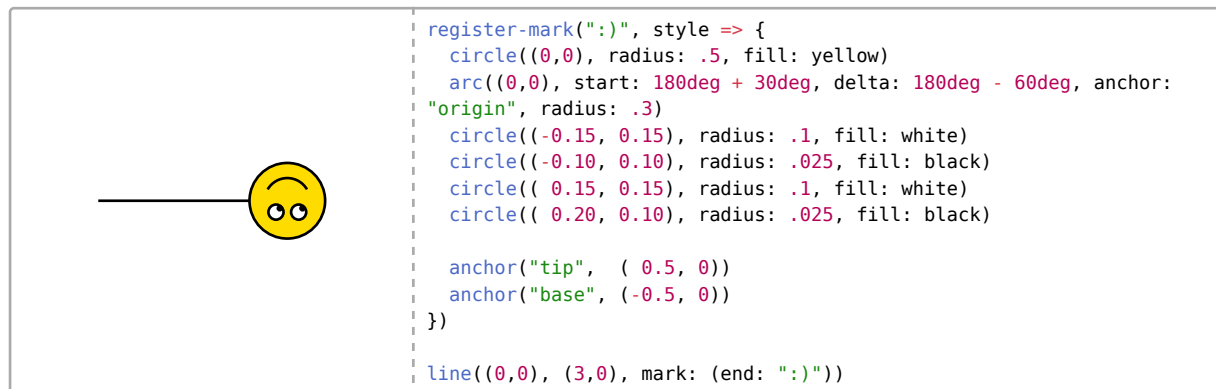 register-mark(":)", style => {
  circle((0,0), radius: .5, fill: yellow)
  arc((0,0), start: 180deg + 30deg, delta: 180deg - 60deg, anchor:
"origin", radius: .3)
  circle((-0.15, 0.15), radius: .1, fill: white)
  circle((-0.10, 0.10), radius: .025, fill: black)
  circle(( 0.15, 0.15), radius: .1, fill: white)
  circle(( 0.20, 0.10), radius: .025, fill: black)

  anchor("tip",  ( 0.5, 0))
  anchor("base", (-0.5, 0))
})

line((0,0), (3,0), mark: (end: ":)"))